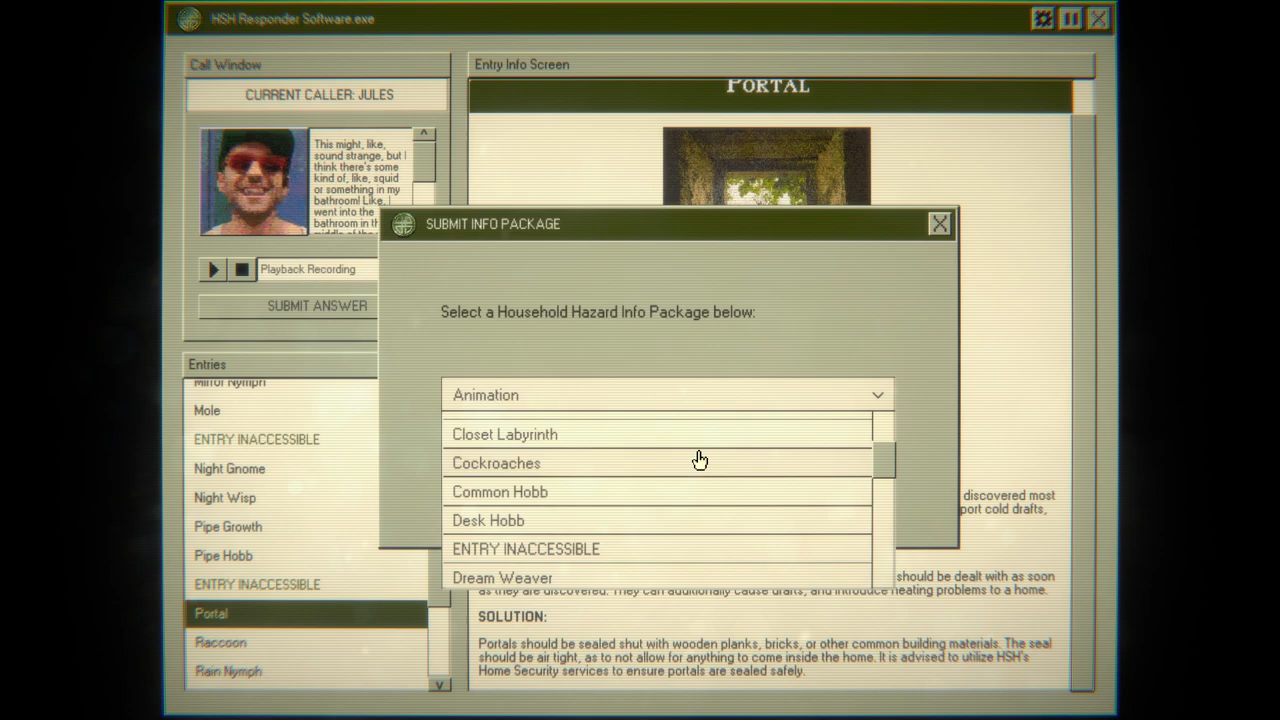 HSH Responder Software.exe
Call Window
CURRENT CALLER: JULES
This might, like,
sound strange, but I
think there's some
kind of, like, squid
or something in my
bathroom! Like, I
went into the
bathroom in th
middle of the
Playback Recording
SUBMIT ANSWER
Entries
Mirror Nymph
Mole
ENTRY INACCESSIBLE
Night Gnome
Night Wisp
Pipe Growth
Pipe Hobb
ENTRY INACCESSIBLE
Portal
Raccoon
Rain Nymph
Entry Info Screen
PORTAL
SUBMIT INFO PACKAGE
Select a Household Hazard Info Package below:
Animation
Closet Labyrinth
Cockroaches
Common Hobb
Desk Hobb
ENTRY INACCESSIBLE
Dream Weaver
discovered most
port cold drafts,
should be dealt with as soon
as they are discovered. They can additionally cause drafts, and introduce heating problems to a home.
SOLUTION:
Portals should be sealed shut with wooden planks, bricks, or other common building materials. The seal
should be air tight, as to not allow for anything to come inside the home. It is advised to utilize HSH's
Home Security services to ensure portals are sealed safely.